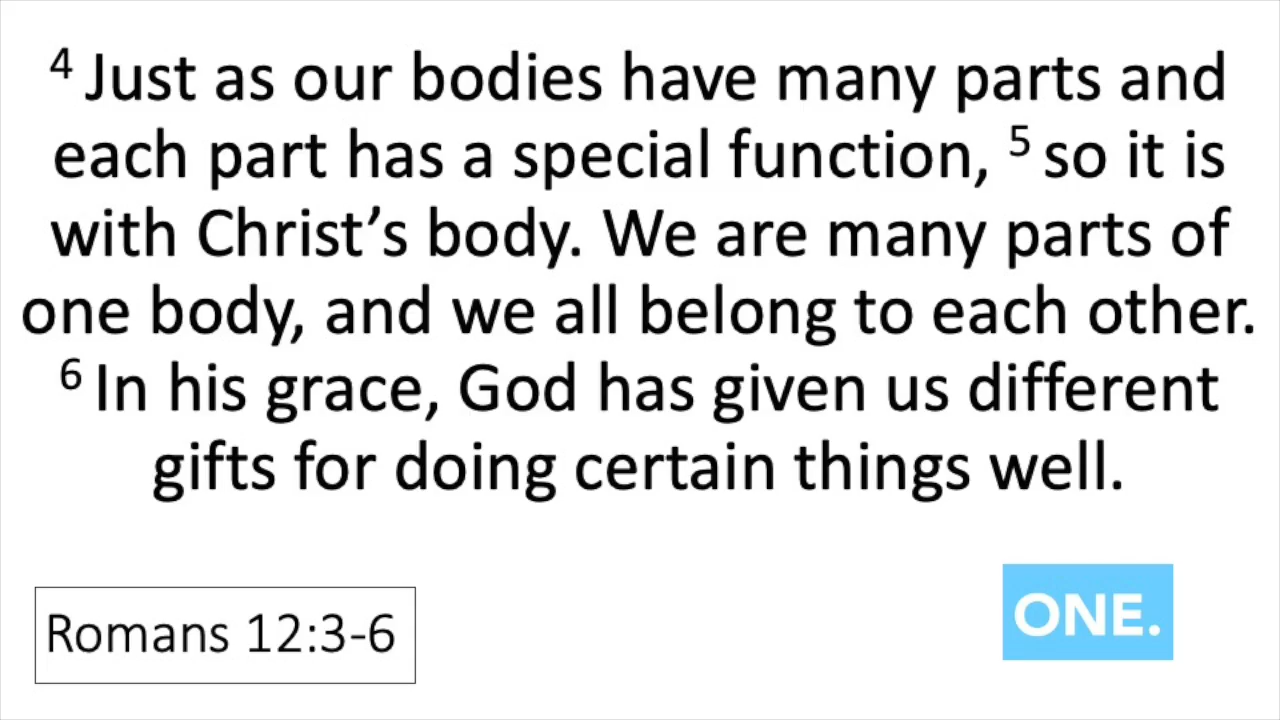 4 Just as our bodies have many parts and
each part has a special function, 5 so it is
with Christ’s body. We are many parts of
one body, and we all belong to each other.
6 In his grace, God has given us different
gifts for doing certain things well.
Romans 12:3-6
ONE.